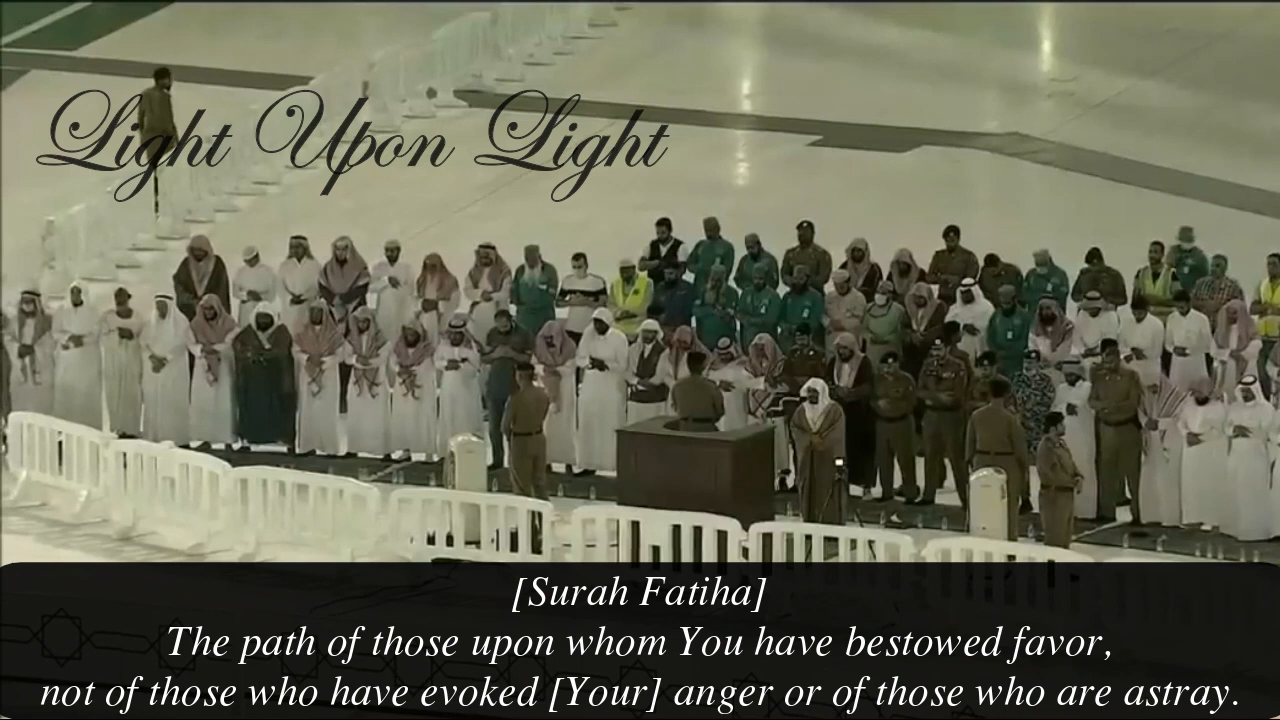 Light Upon Light
[Surah Fatiha]
The path of those upon whom You have bestowed favor,
not of those who have evoked [Your] anger or of those who are astray.